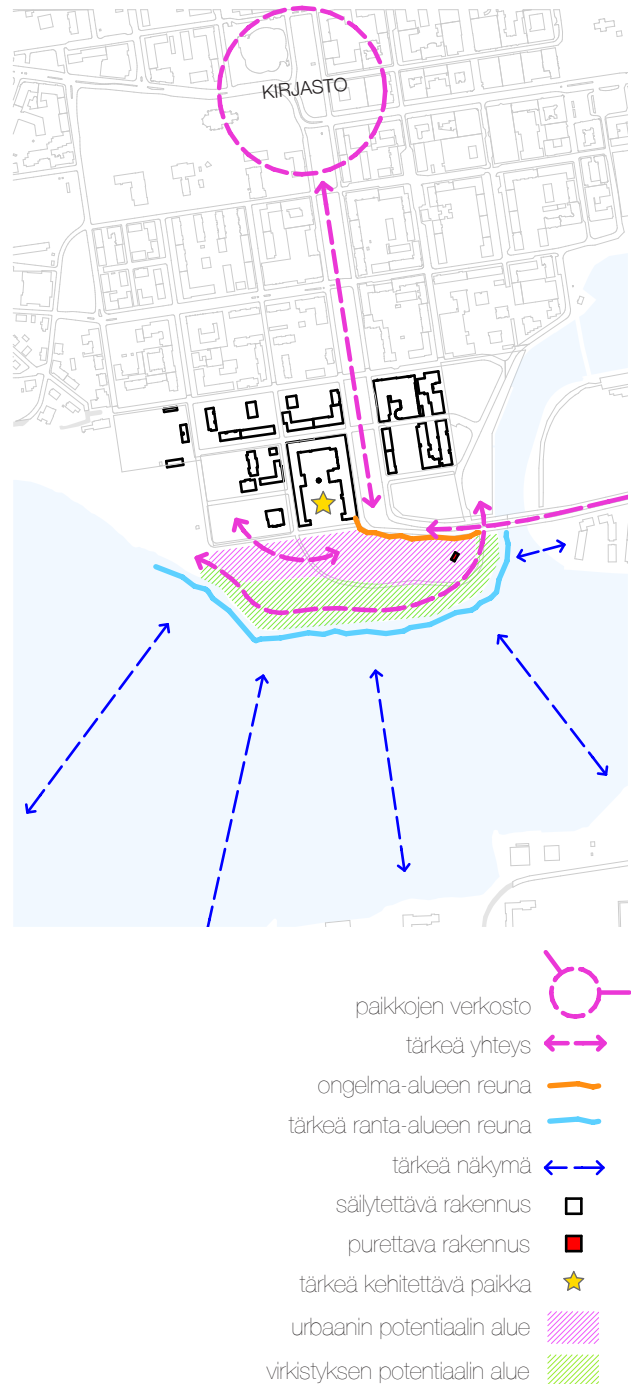 KIRJASTO
paikkojen verkosto
tärkeä yhteys
ongelma-alueen reuna
tärkeä ranta-alueen reuna
tärkeä näkymä
säilytettävä rakennus
purettava rakennus
tärkeä kehitettävä paikka
urbaanin potentiaalin alue
virkistyksen potentiaalin alue